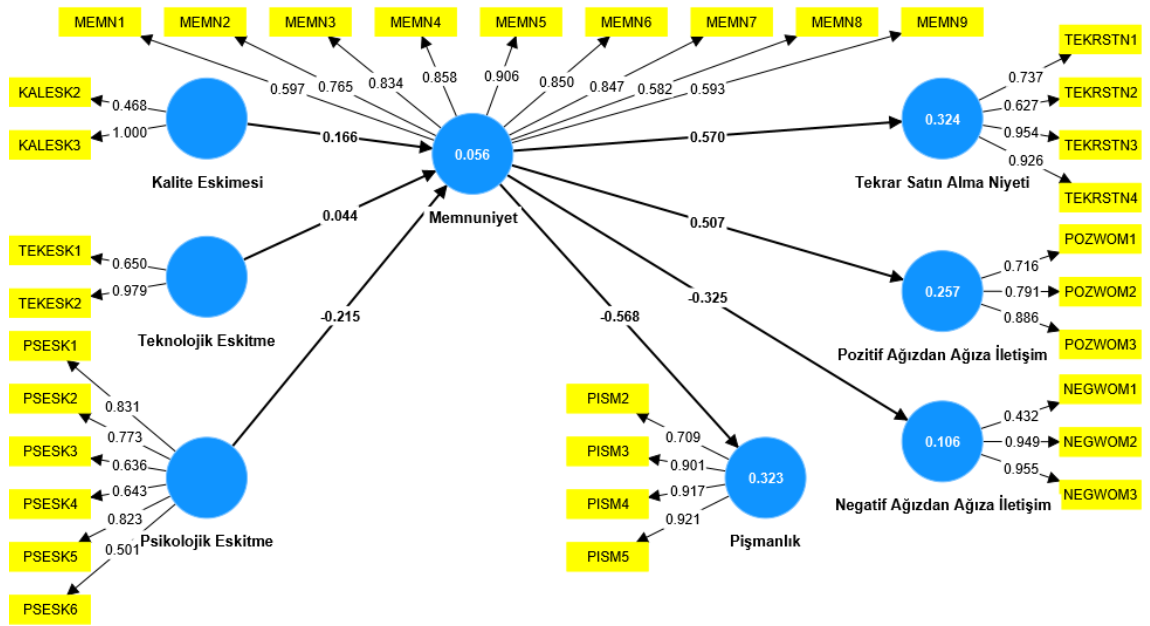 MEMN1 MEMN2 MEMN3 MEMN4 MEMN5 MEMN6 MEMN7 MEMN8 MEMN9
0.597 0.765 0.834 0.858 0.906 0.850 0.847 0.582 0.593
KALESK2
KALESK3
0.468
1.000
Kalite Eskimesi
0.166
TEKESK1
TEKESK2
0.650
0.979
Teknolojik Eskitme
0.044
PSESK1
PSESK2
PSESK3
PSESK4
PSESK5
PSESK6
0.831
0.773
0.636
0.643
0.823
0.501
Psikolojik Eskitme
-0.215
0.056
Memnuniyet
0.570
0.507
-0.325
-0.568
0.324
Tekrar Satın Alma Niyeti
0.737
0.627
0.954
0.926
TEKRSTN1
TEKRSTN2
TEKRSTN3
TEKRSTN4
0.257
Pozitif Ağızdan Ağıza İletişim
0.716
0.791
0.886
POZWOM1
POZWOM2
POZWOM3
0.106
Negatif Ağızdan Ağıza İletişim
0.432
0.949
0.955
NEGWOM1
NEGWOM2
NEGWOM3
PISM2
PISM3
PISM4
PISM5
0.709
0.901
0.917
0.921
0.323
Pişmanlık